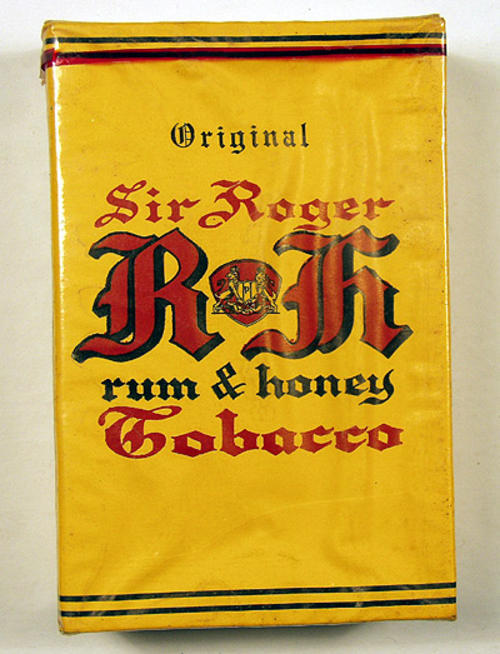 Original
Sir Roger
R H
rum & honey
Tobacco